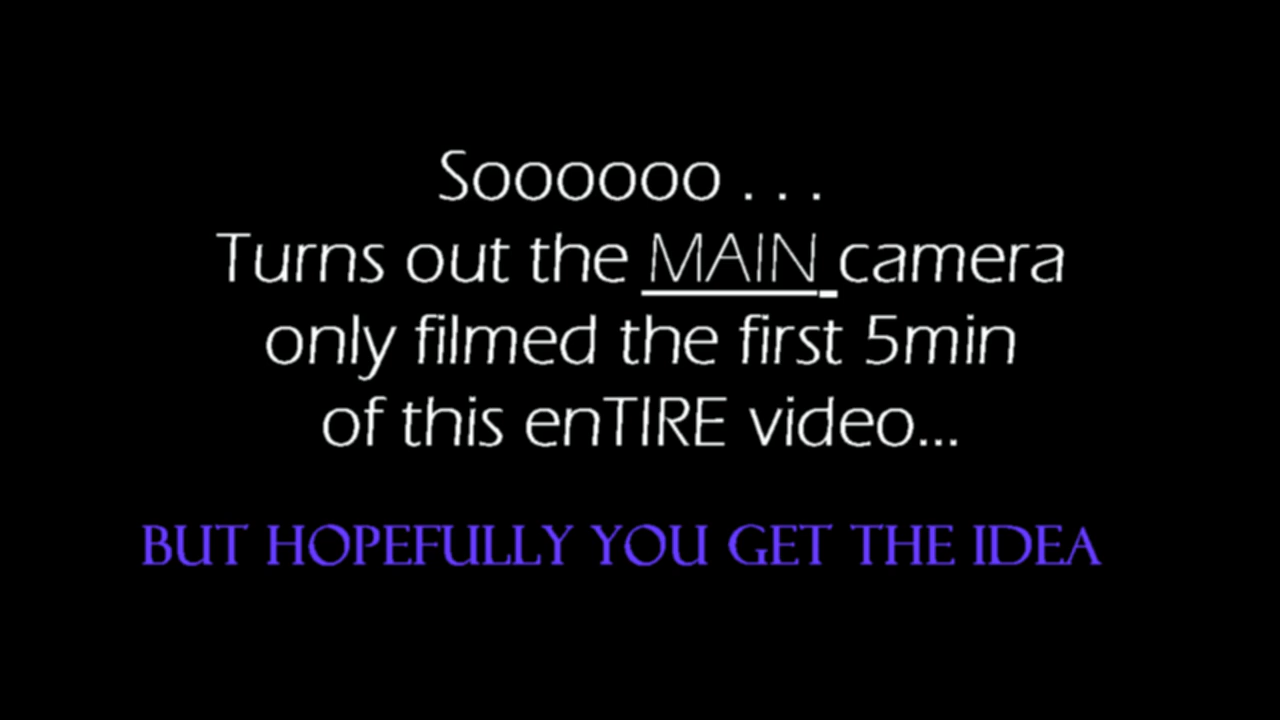 Soooooo . . .
Turns out the MAIN camera
only filmed the first 5min
of this enTIRE video...
BUT HOPEFULLY YOU GET THE IDEA